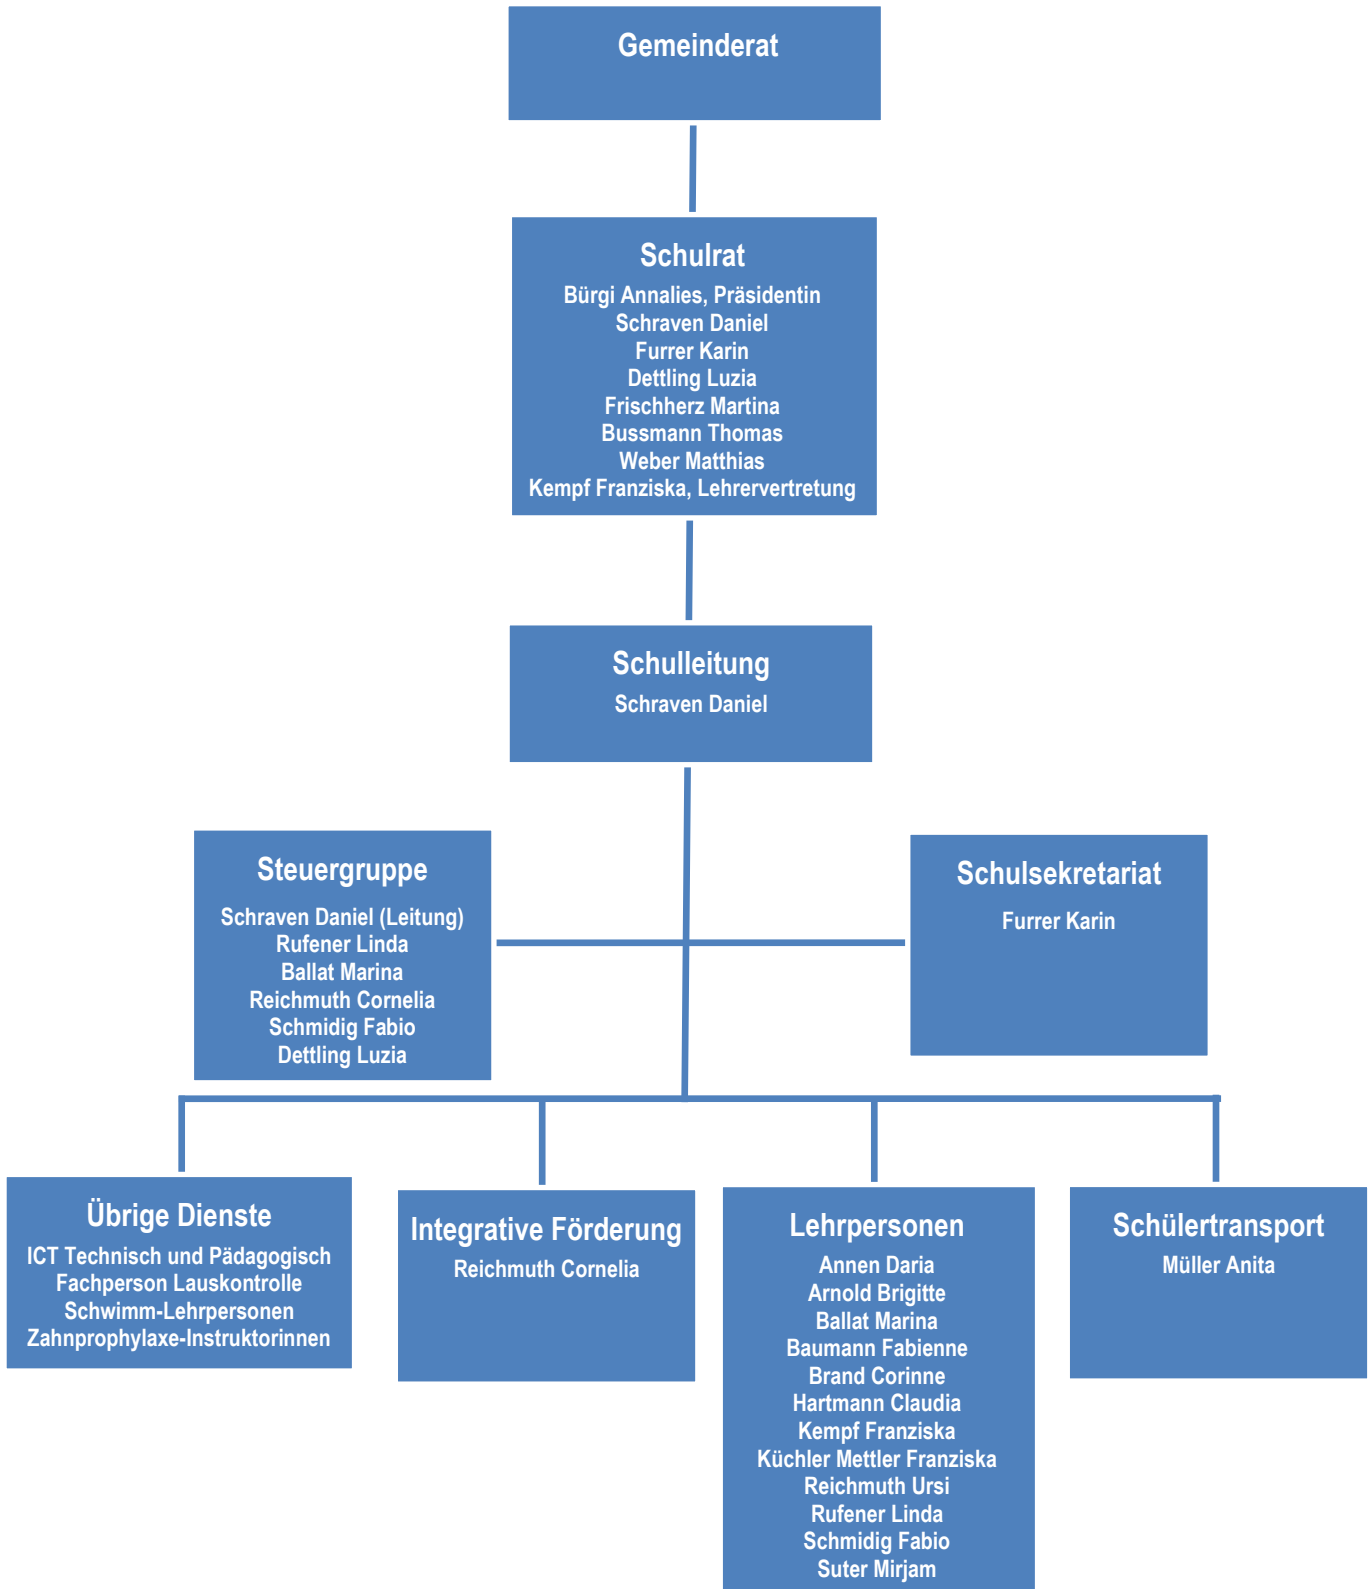 Gemeinderat
Schulrat
Bürgi Annalies, Präsidentin
Schraven Daniel
Furrer Karin
Dettling Luzia
Frischherz Martina
Bussmann Thomas
Weber Matthias
Kempf Franziska, Lehrervertretung
Schulleitung
Schraven Daniel
Steuergruppe
Schraven Daniel (Leitung)
Rufener Linda
Ballat Marina
Reichmuth Cornelia
Schmidig Fabio
Dettling Luzia
Schulsekretariat
Furrer Karin
Übrige Dienste
ICT Technisch und Pädagogisch
Fachperson Lauskontrolle
Schwimm-Lehrpersonen
Zahnprophylaxe-Instruktorinnen
Integrative Förderung
Reichmuth Cornelia
Lehrpersonen
Annen Daria
Arnold Brigitte
Ballat Marina
Baumann Fabienne
Brand Corinne
Hartmann Claudia
Kempf Franziska
Küchler Mettler Franziska
Reichmuth Ursi
Rufener Linda
Schmidig Fabio
Suter Mirjam
Schülertransport
Müller Anita